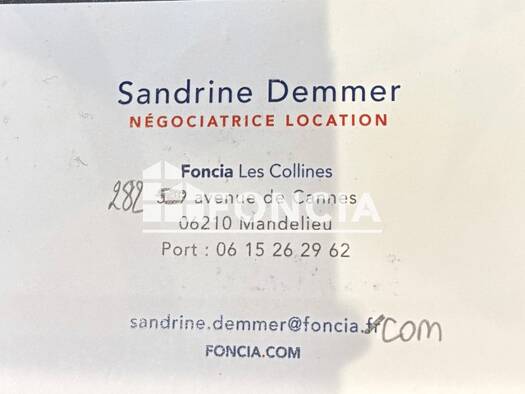 Sandrine Demmer
NÉGOCIATRICE LOCATION
Foncia Les Collines
282 avenue de Cannes
FONCIA
06210 Mandelieu
Port : 06 15 26 29 62
sandrine.demmer@foncia.fr COM
FONCIA.COM